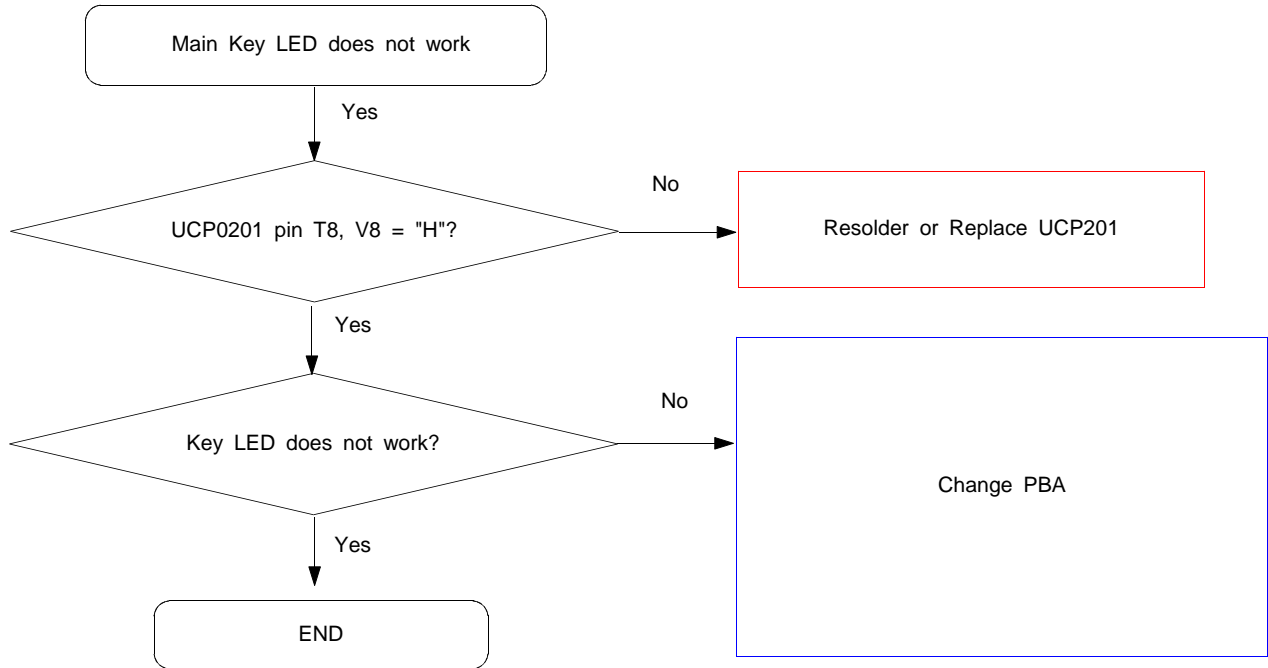 Main Key LED does not work
Yes
UCP0201 pin T8, V8 = "H"?
No
Resolder or Replace UCP201
Yes
Key LED does not work?
No
Change PBA
Yes
END